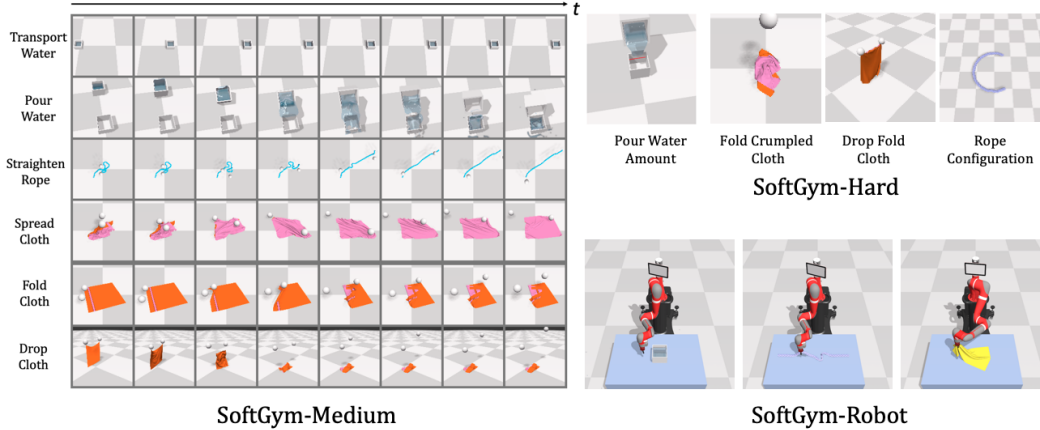 t
Transport
Water
Pour
Water
Straighten
Rope
Spread
Cloth
Fold
Cloth
Drop
Cloth
SoftGym-Medium
Pour Water
Amount
Fold Crumpled
Cloth
Drop Fold
Cloth
Rope
Configuration
SoftGym-Hard
SoftGym-Robot